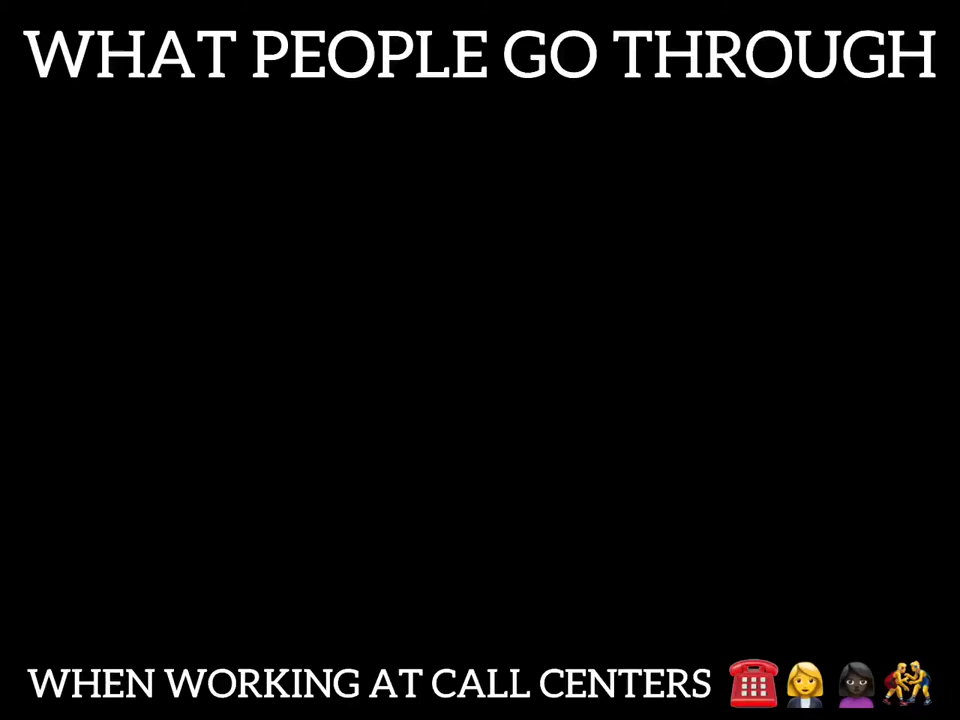 WHAT PEOPLE GO THROUGH
WHEN WORKING AT CALL CENTERS ☎️👩‍💼🙎🏿‍♀️🤼